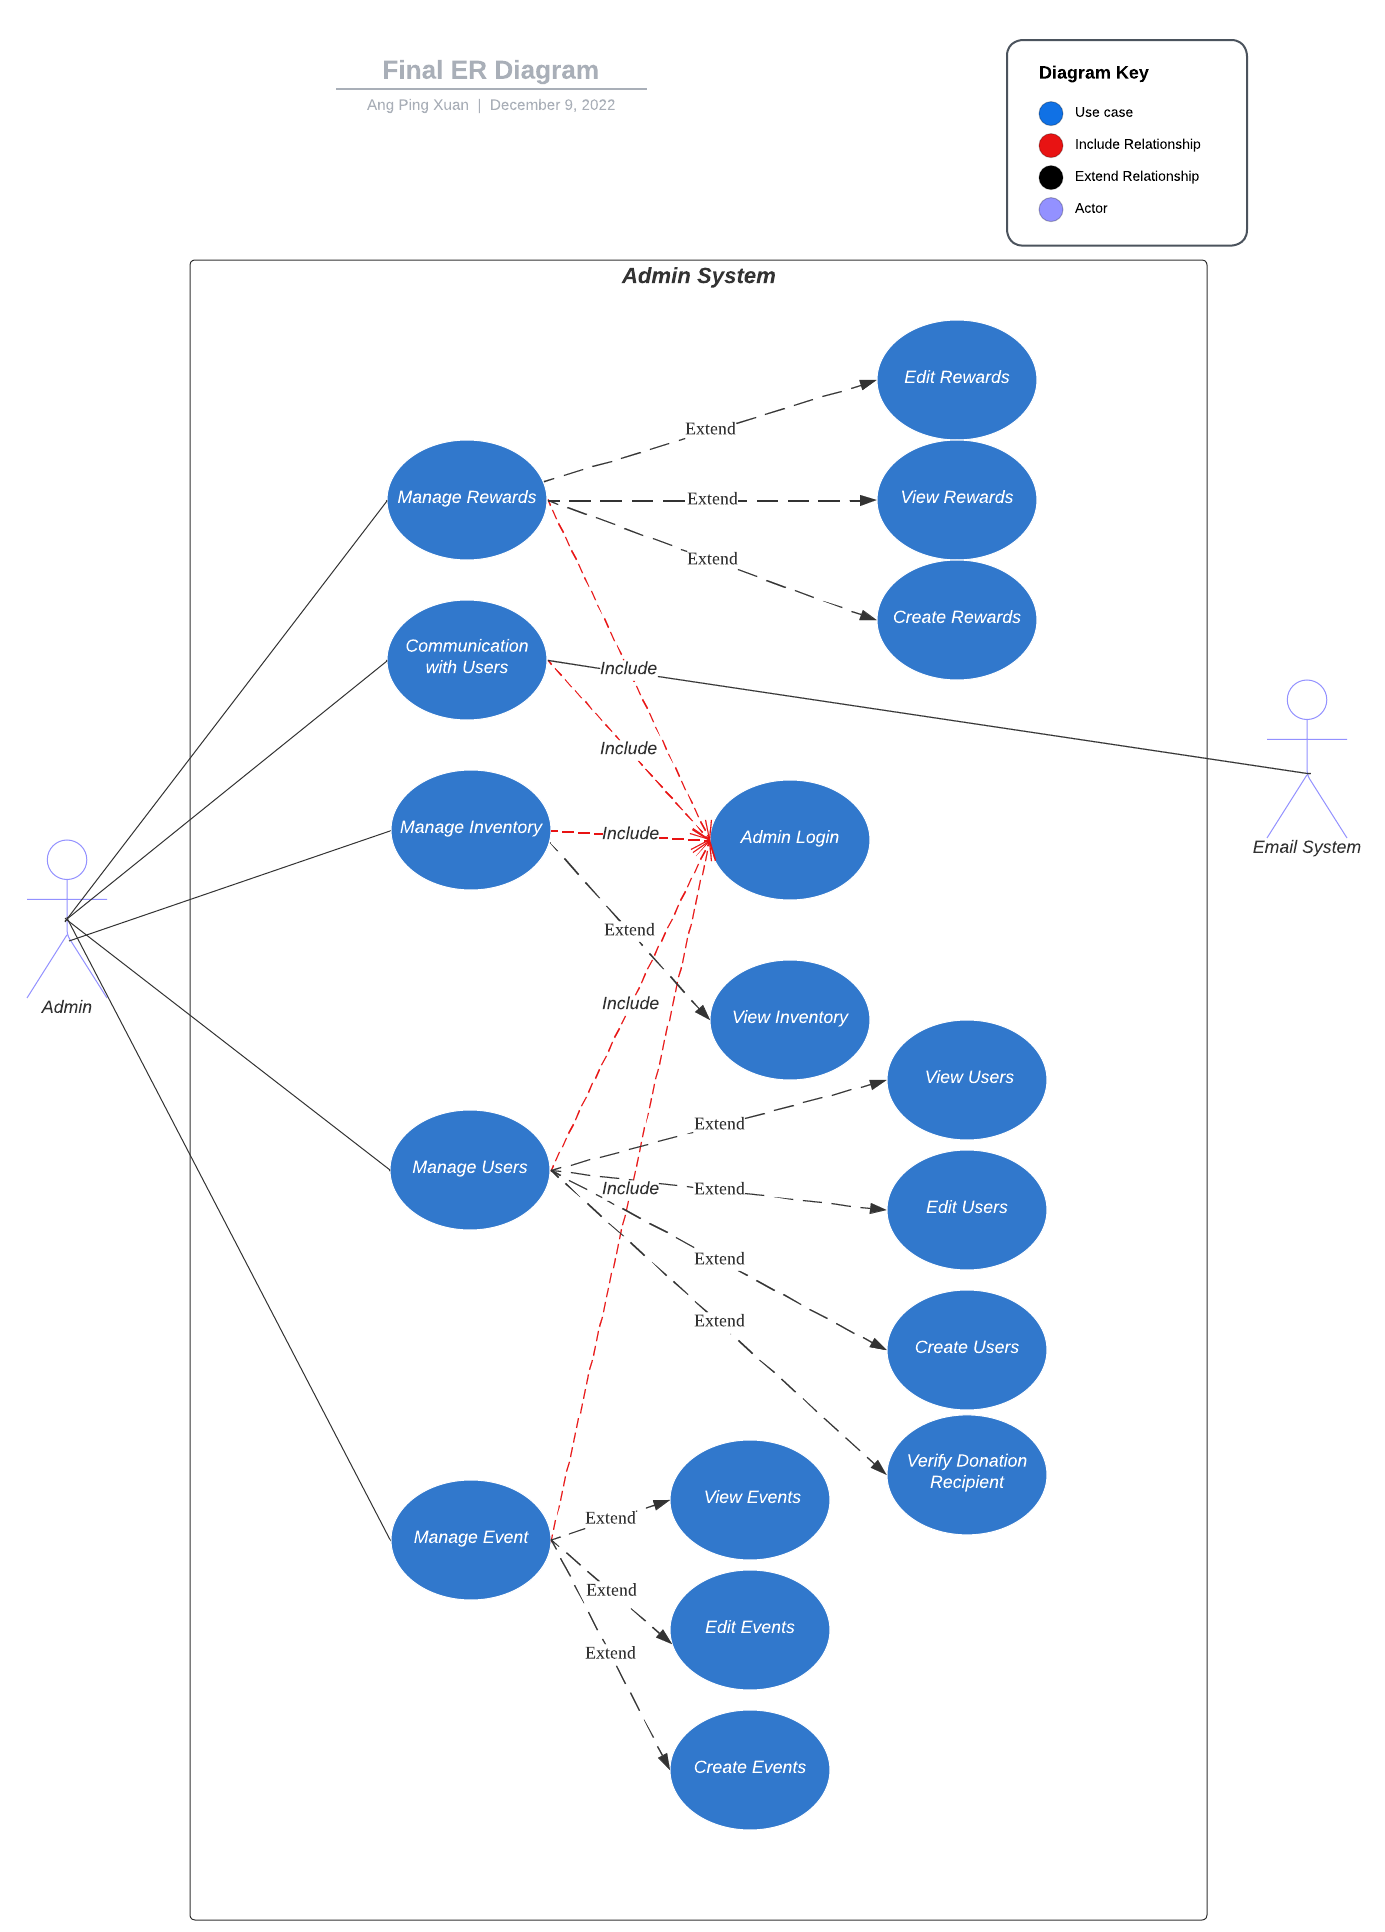 Final ER Diagram
Ang Ping Xuan | December 9, 2022
Diagram Key
Use case
Include Relationship
Extend Relationship
Actor
Admin System
Edit Rewards
Extend
Manage Rewards
Extend
View Rewards
Extend
Create Rewards
Communication
with Users
Include
Include
Manage Inventory
Include
Admin Login
Email System
Extend
Admin
Include
View Inventory
View Users
Extend
Manage Users
Include
Extend
Edit Users
Extend
Extend
Create Users
Verify Donation
Recipient
View Events
Extend
Manage Event
Extend
Edit Events
Extend
Create Events